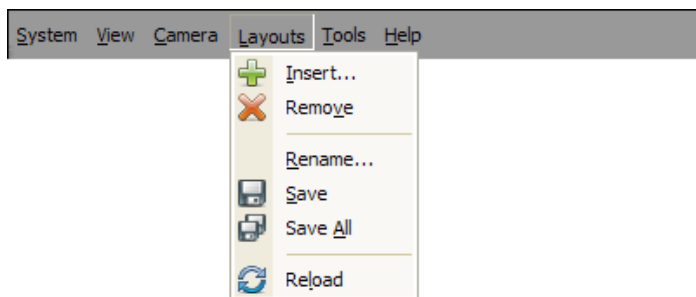 System View Camera Layouts Tools Help
Insert...
Remove
Rename...
Save
Save All
Reload